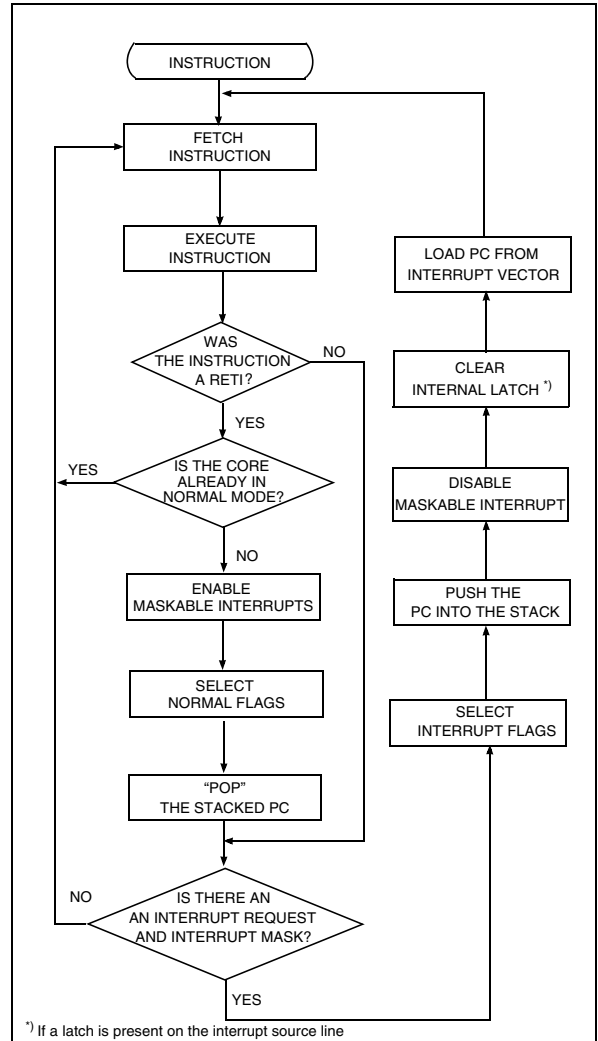 INSTRUCTION
FETCH
INSTRUCTION
EXECUTE
INSTRUCTION
WAS
THE INSTRUCTION
A RETI?
NO
YES
IS THE CORE
ALREADY IN
NORMAL MODE?
YES
NO
ENABLE
MASKABLE INTERRUPTS
SELECT
NORMAL FLAGS
“POP”
THE STACKED PC
IS THERE AN
AN INTERRUPT REQUEST
AND INTERRUPT MASK?
NO
YES
SELECT
INTERRUPT FLAGS
PUSH THE
PC INTO THE STACK
DISABLE
MASKABLE INTERRUPT
CLEAR
INTERNAL LATCH *)
LOAD PC FROM
INTERRUPT VECTOR
*) If a latch is present on the interrupt source line